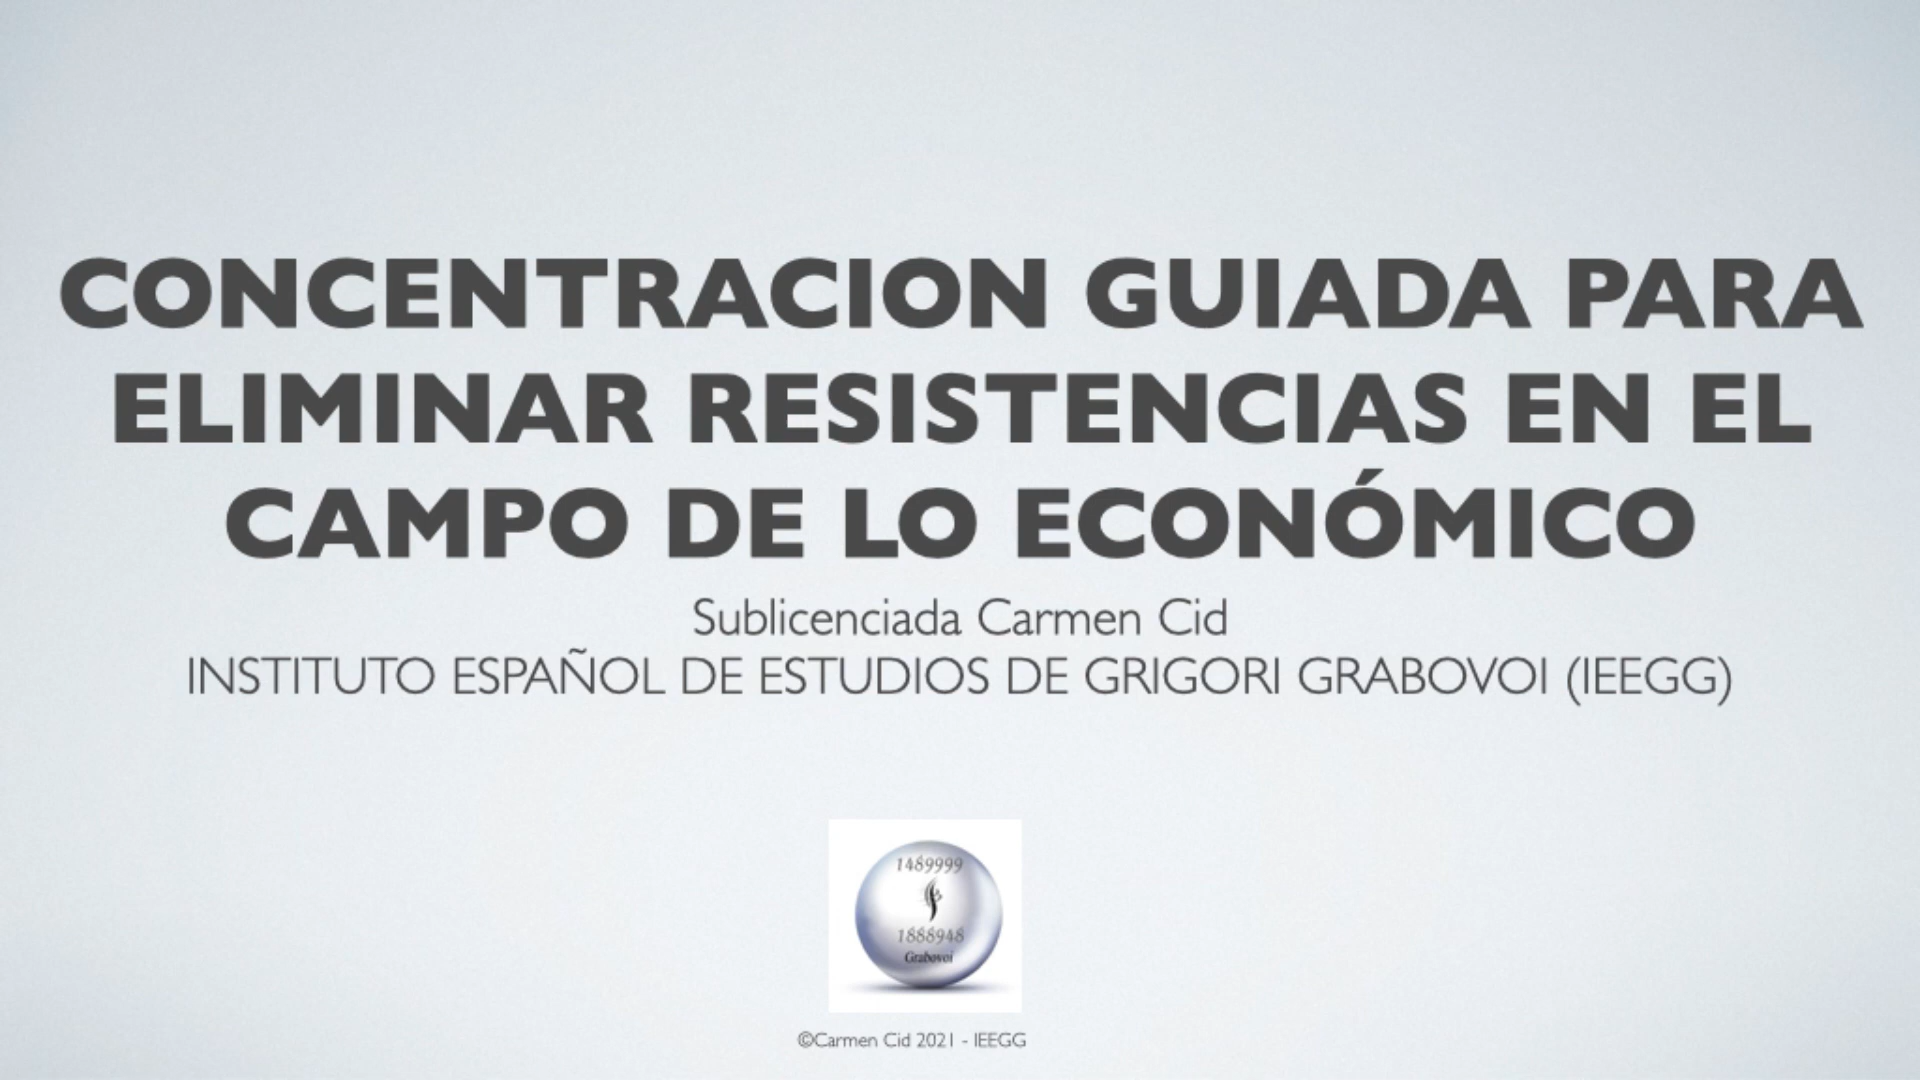 CONCENTRACION GUIADA PARA
ELIMINAR RESISTENCIAS EN EL
CAMPO DE LO ECONÓMICO
Sublicenciada Carmen Cid
INSTITUTO ESPAÑOL DE ESTUDIOS DE GRIGORI GRABOVOI (IEEGG)
1489999
1888948
Grabovoi
©Carmen Cid 2021 - IEEGG